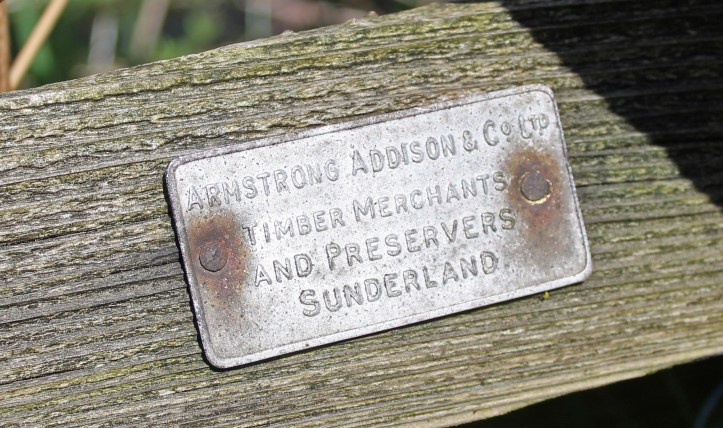 ARMSTRONG ADDISON & CO LTD
TIMBER MERCHANTS
AND PRESERVERS
SUNDERLAND